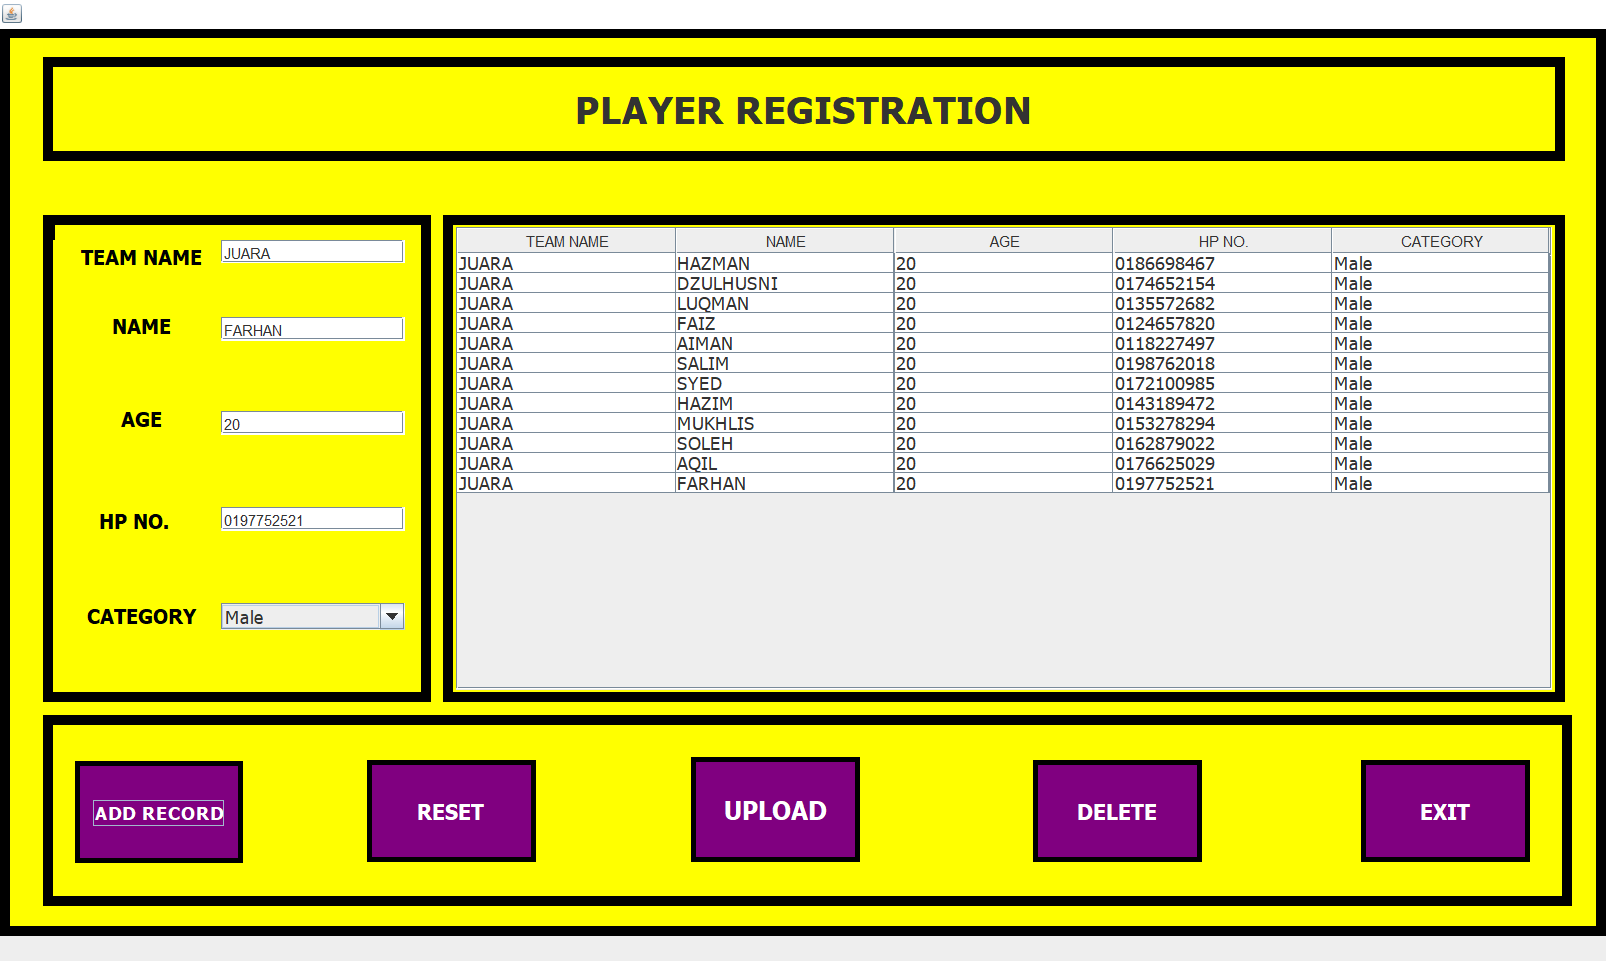 PLAYER REGISTRATION
TEAM NAME JUARA
NAME FARHAN
AGE 20
HP NO. 0197752521
CATEGORY Male
TEAM NAME NAME AGE HP NO. CATEGORY
JUARA HAZMAN 20 0186698467 Male
JUARA DZULHUSNI 20 0174652154 Male
JUARA LUQMAN 20 0135572682 Male
JUARA FAIZ 20 0124657820 Male
JUARA AIMAN 20 0118227497 Male
JUARA SALIM 20 0198762018 Male
JUARA SYED 20 0172100985 Male
JUARA HAZIM 20 0143189472 Male
JUARA MUKHLIS 20 0153278294 Male
JUARA SOLEH 20 0162879022 Male
JUARA AQIL 20 0176625029 Male
JUARA FARHAN 20 0197752521 Male
ADD RECORD RESET UPLOAD DELETE EXIT